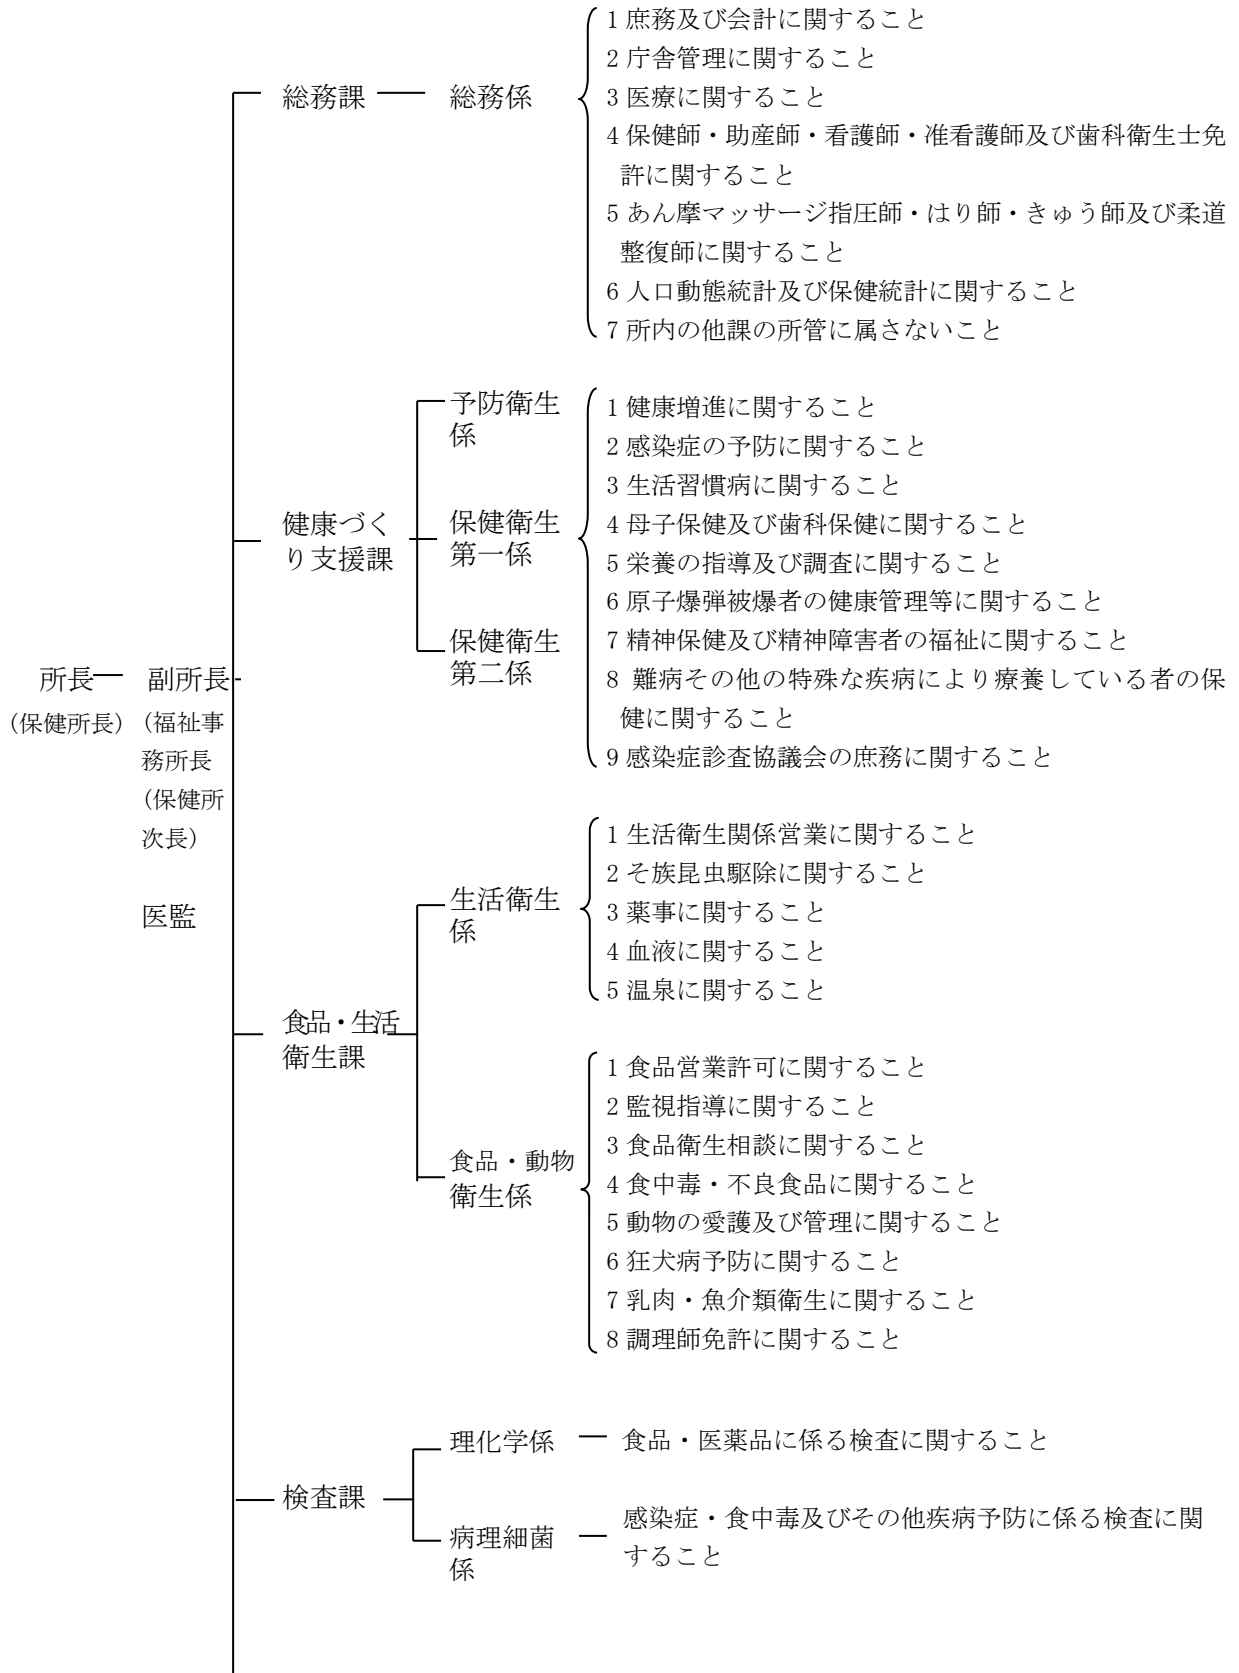 所長
(保健所長)
副所長
(福祉事
務所長
(保健所
次長)
医監
総務課
総務係
1 庶務及び会計に関すること
2 庁舎管理に関すること
3 医療に関すること
4 保健師・助産師・看護師・准看護師及び歯科衛生士免
許に関すること
5 あん摩マッサージ指圧師・はり師・きゅう師及び柔道
整復師に関すること
6 人口動態統計及び保健統計に関すること
7 所内の他課の所管に属さないこと
健康づく
り支援課
予防衛生
係
保健衛生
第一係
保健衛生
第二係
1 健康増進に関すること
2 感染症の予防に関すること
3 生活習慣病に関すること
4 母子保健及び歯科保健に関すること
5 栄養の指導及び調査に関すること
6 原子爆弾被爆者の健康管理等に関すること
7 精神保健及び精神障害者の福祉に関すること
8 難病その他の特殊な疾病により療養している者の保
健に関すること
9 感染症診査協議会の庶務に関すること
食品・生活
衛生課
生活衛生
係
1 生活衛生関係営業に関すること
2 そ族昆虫駆除に関すること
3 薬事に関すること
4 血液に関すること
5 温泉に関すること
食品・動物
衛生係
1 食品営業許可に関すること
2 監視指導に関すること
3 食品衛生相談に関すること
4 食中毒・不良食品に関すること
5 動物の愛護及び管理に関すること
6 狂犬病予防に関すること
7 乳肉・魚介類衛生に関すること
8 調理師免許に関すること
検査課
理化学係
食品・医薬品に係る検査に関すること
病理細菌
係
感染症・食中毒及びその他疾病予防に係る検査に関
すること